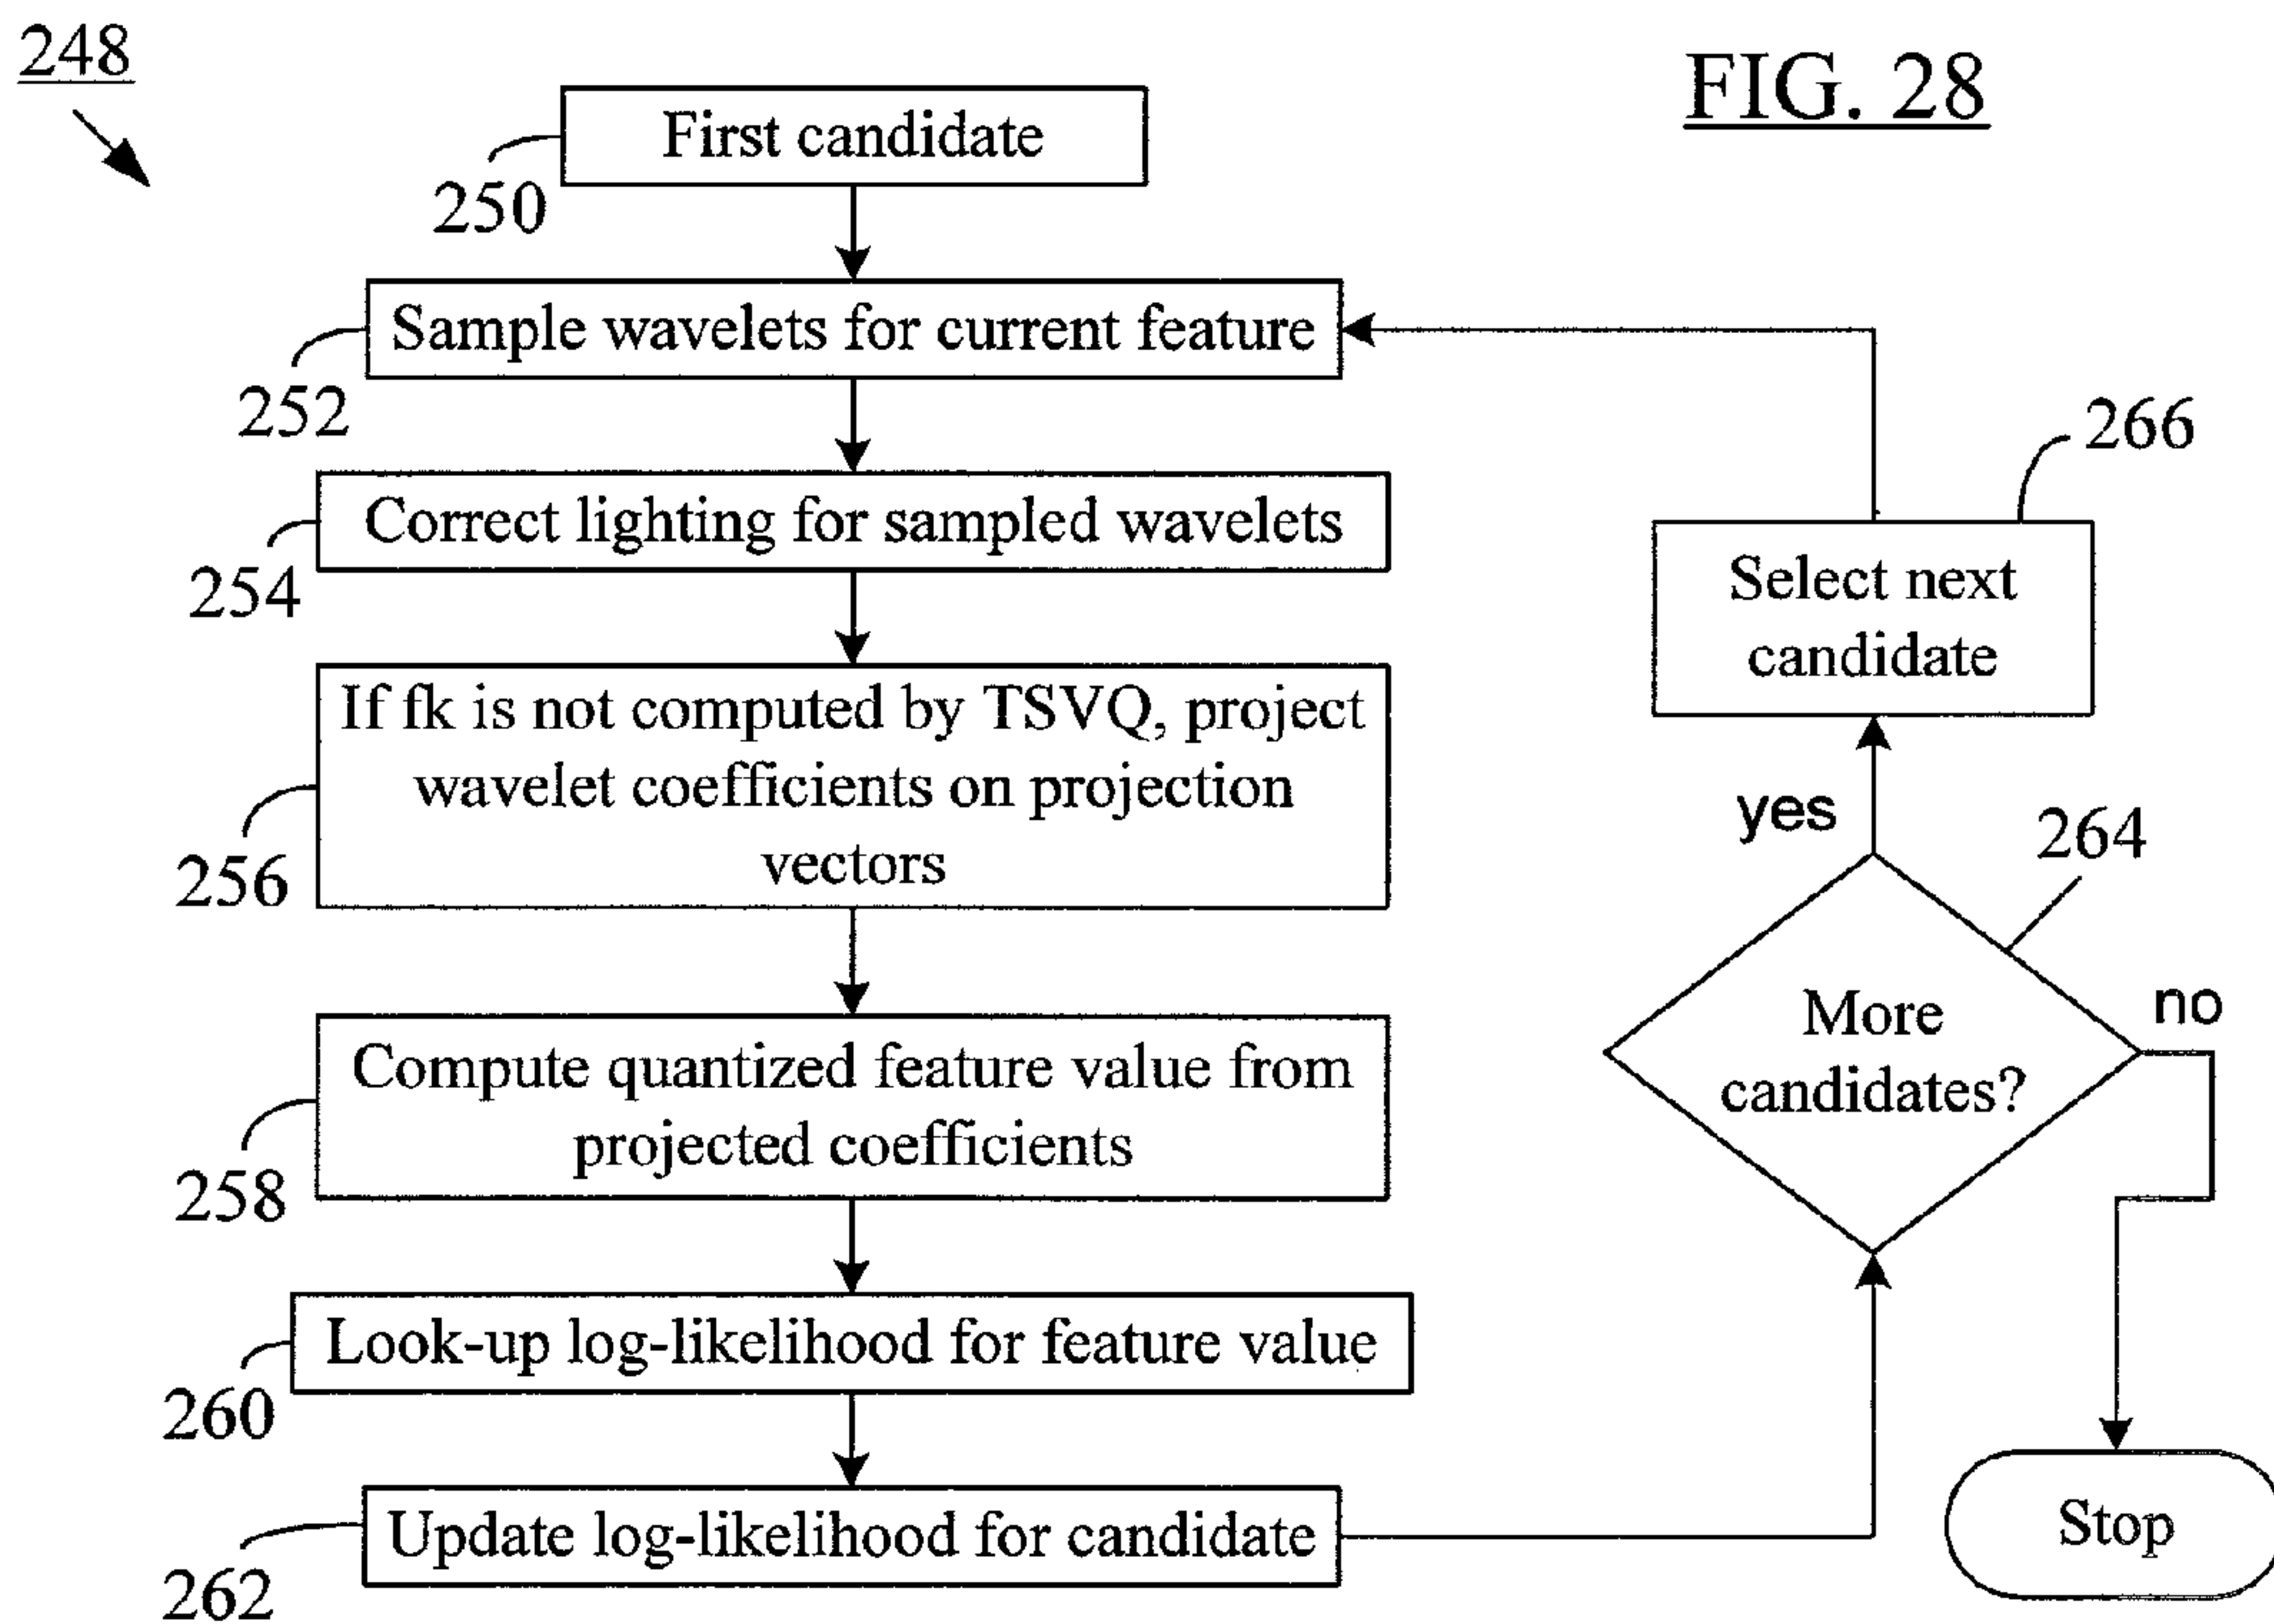 248
FIG. 28
First candidate
250
Sample wavelets for current feature
252
Correct lighting for sampled wavelets
254
If fk is not computed by TSVQ, project
wavelet coefficients on projection
vectors
256
Compute quantized feature value from
projected coefficients
258
Look-up log-likelihood for feature value
260
Update log-likelihood for candidate
262
266
Select next
candidate
yes
264
More
candidates?
no
Stop